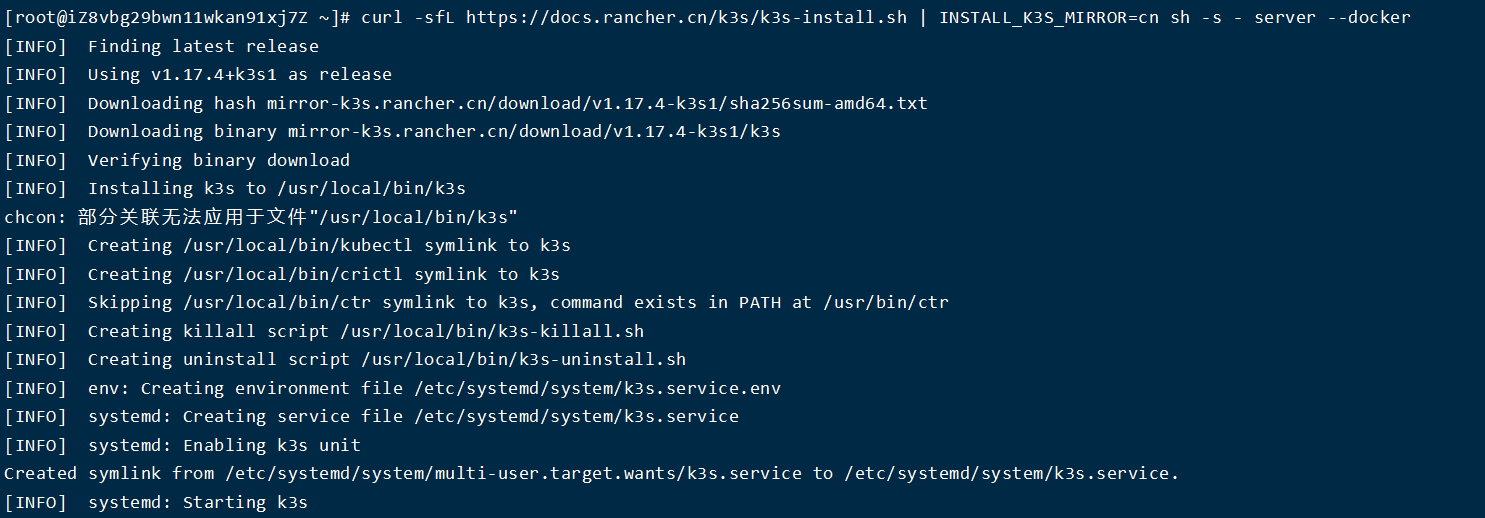 [root@iZ8vbg29bwn11wkan91xj7Z ~]# curl -sfL https://docs.rancher.cn/k3s/k3s-install.sh | INSTALL_K3S_MIRROR=cn sh -s - server --docker
[INFO]  Finding latest release
[INFO]  Using v1.17.4+k3s1 as release
[INFO]  Downloading hash mirror-k3s.rancher.cn/download/v1.17.4-k3s1/sha256sum-amd64.txt
[INFO]  Downloading binary mirror-k3s.rancher.cn/download/v1.17.4-k3s1/k3s
[INFO]  Verifying binary download
[INFO]  Installing k3s to /usr/local/bin/k3s
chcon: 部分关联无法应用于文件"/usr/local/bin/k3s"
[INFO]  Creating /usr/local/bin/kubectl symlink to k3s
[INFO]  Creating /usr/local/bin/crictl symlink to k3s
[INFO]  Skipping /usr/local/bin/ctr symlink to k3s, command exists in PATH at /usr/bin/ctr
[INFO]  Creating killall script /usr/local/bin/k3s-killall.sh
[INFO]  Creating uninstall script /usr/local/bin/k3s-uninstall.sh
[INFO]  env: Creating environment file /etc/systemd/system/k3s.service.env
[INFO]  systemd: Creating service file /etc/systemd/system/k3s.service
[INFO]  systemd: Enabling k3s unit
Created symlink from /etc/systemd/system/multi-user.target.wants/k3s.service to /etc/systemd/system/k3s.service.
[INFO]  systemd: Starting k3s